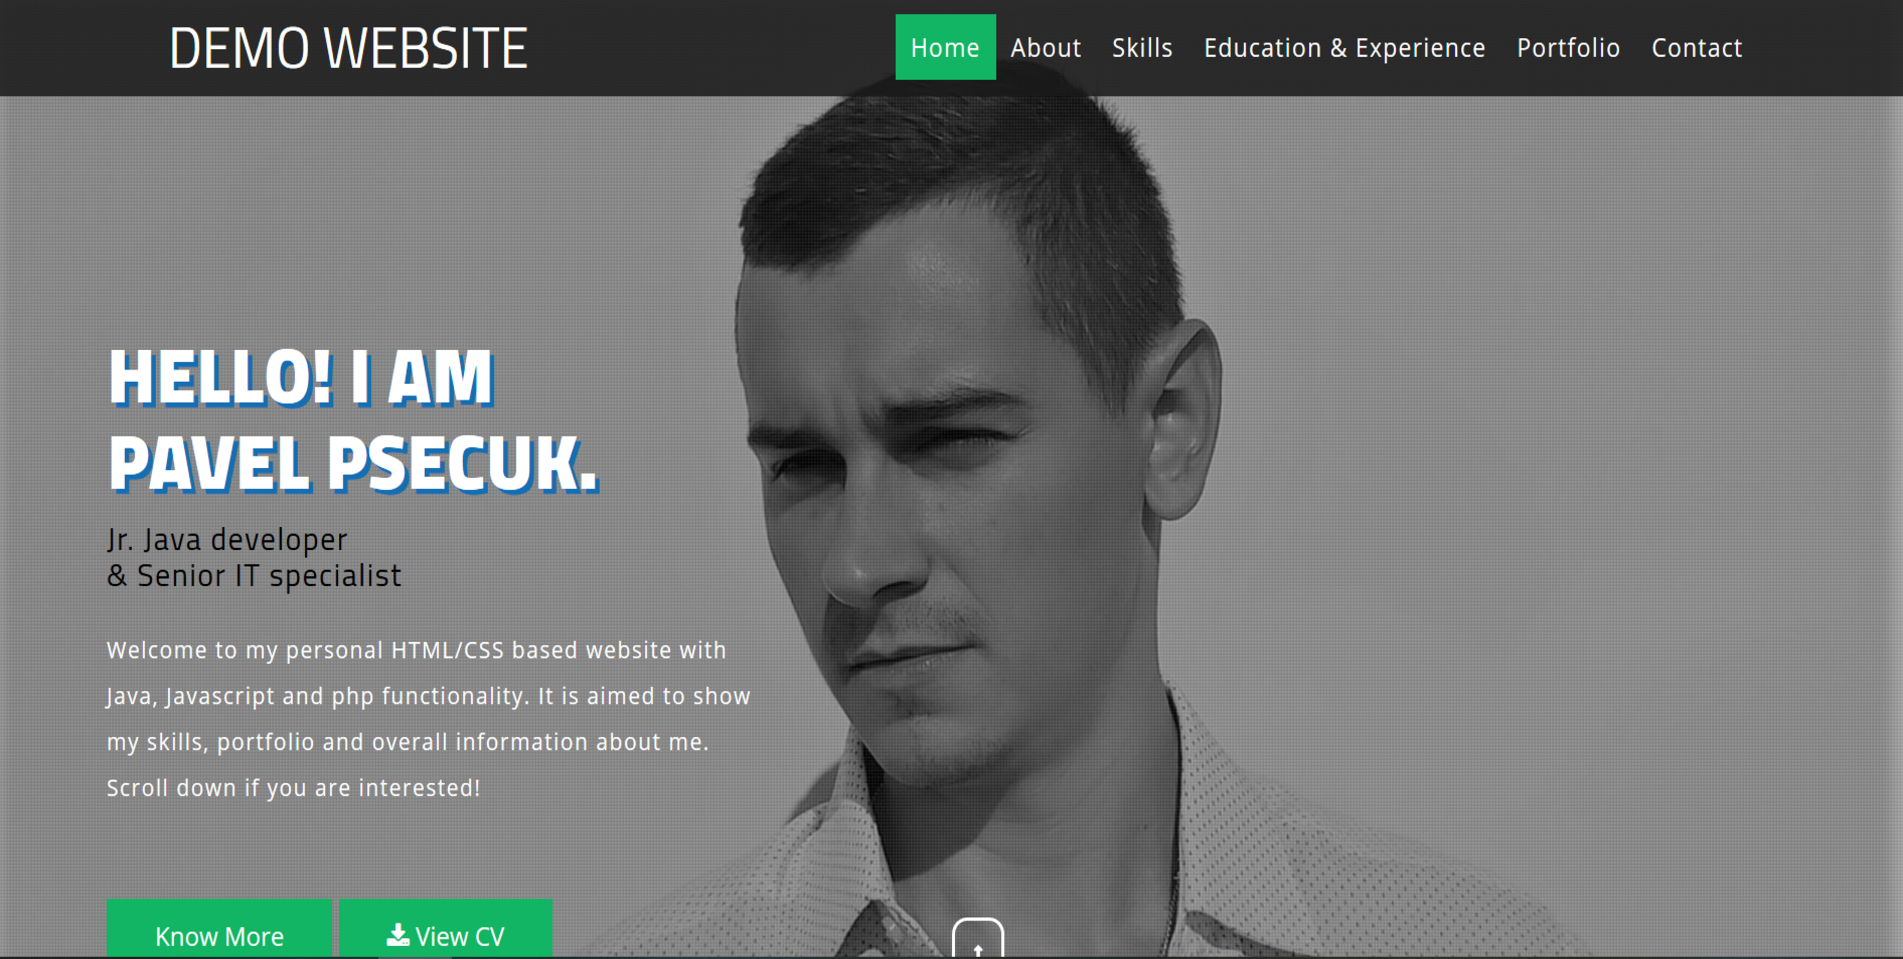 DEMO WEBSITE
Home About Skills Education & Experience Portfolio Contact
HELLO! I AM
PAVEL PSECUK.
Jr. Java developer
& Senior IT specialist
Welcome to my personal HTML/CSS based website with
Java, Javascript and php functionality. It is aimed to show
my skills, portfolio and overall information about me.
Scroll down if you are interested!
Know More View CV